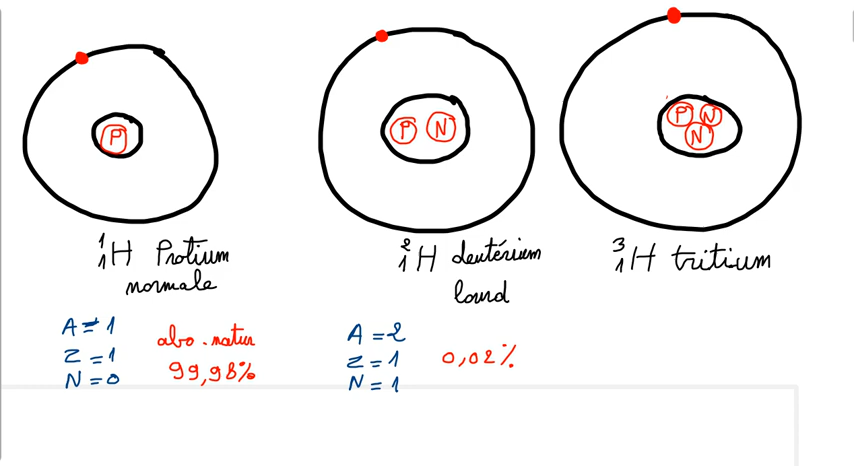 P
P N
P N
N
¹₁H Protium
normale
²₁H deutérium
lourd
³₁H tritium
A = 1
Z = 1
N = 0
abo. natur
99,98%
A = 2
Z = 1
N = 1
0,02%